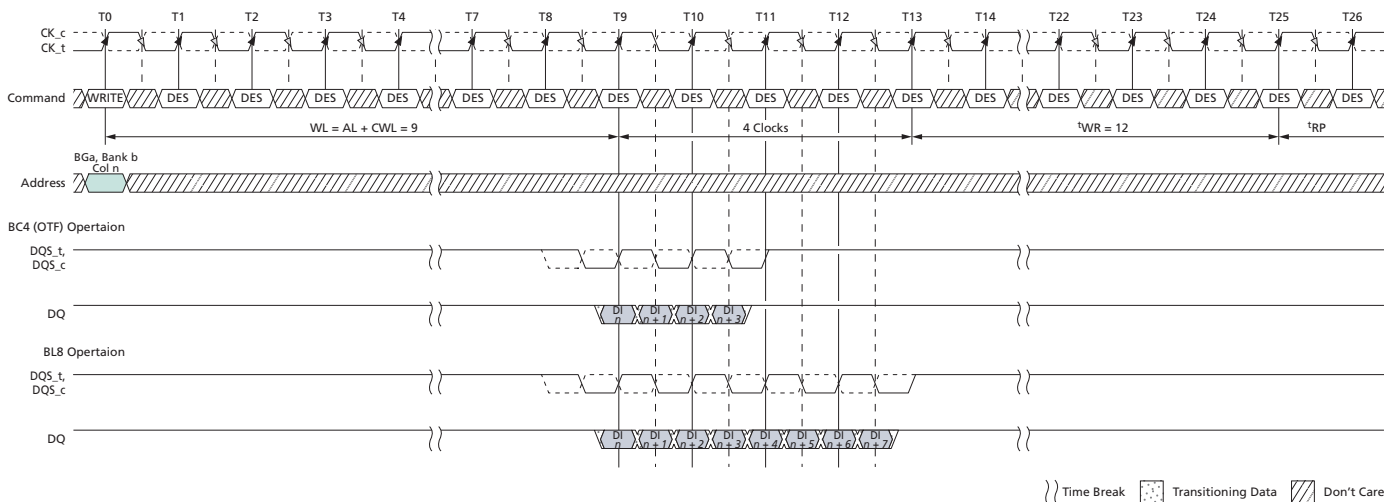 T0 T1 T2 T3 T4 T7 T8 T9 T10 T11 T12 T13 T14 T22 T23 T24 T25 T26
CK_c
CK_t
Command WRITE DES DES DES DES DES DES DES DES DES DES DES DES DES DES DES DES DES
WL = AL + CWL = 9 4 Clocks tWR = 12 tRP
BGa, Bank b
Col n
Address
BC4 (OTF) Opertaion
DQS_t,
DQS_c
DQ DI n DI n + 1 DI n + 2 DI n + 3
BL8 Opertaion
DQS_t,
DQS_c
DQ DI n DI n + 1 DI n + 2 DI n + 3 DI n + 4 DI n + 5 DI n + 6 DI n + 7
Time Break Transitioning Data Don't Care